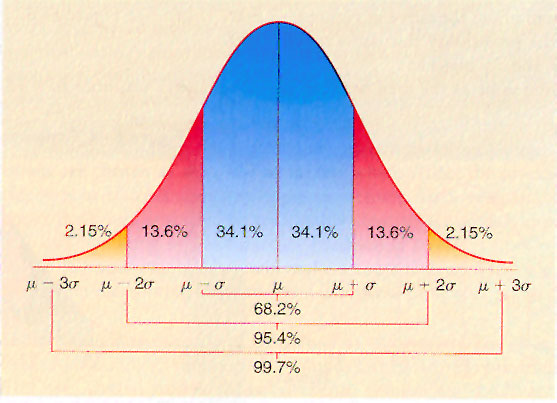 2.15% 13.6% 34.1% 34.1% 13.6% 2.15%
μ − 3σ μ − 2σ μ − σ μ μ + σ μ + 2σ μ + 3σ
68.2%
95.4%
99.7%